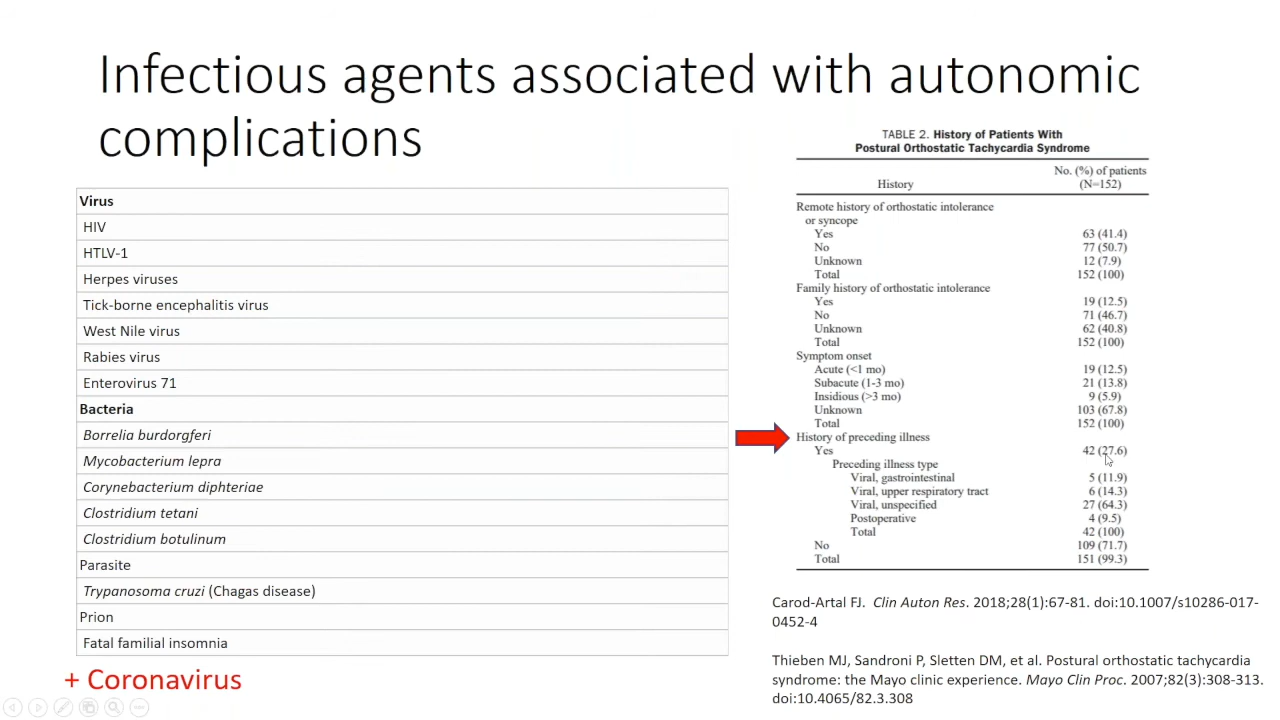 Infectious agents associated with autonomic
complications
Virus
HIV
HTLV-1
Herpes viruses
Tick-borne encephalitis virus
West Nile virus
Rabies virus
Enterovirus 71
Bacteria
Borrelia burdorgferi
Mycobacterium lepra
Corynebacterium diphteriae
Clostridium tetani
Clostridium botulinum
Parasite
Trypanosoma cruzi (Chagas disease)
Prion
Fatal familial insomnia
+ Coronavirus
TABLE 2. History of Patients With
Postural Orthostatic Tachycardia Syndrome
No. (%) of patients
History (N=152)
Remote history of orthostatic intolerance
or syncope
Yes 63 (41.4)
No 77 (50.7)
Unknown 12 (7.9)
Total 152 (100)
Family history of orthostatic intolerance
Yes 19 (12.5)
No 71 (46.7)
Unknown 62 (40.8)
Total 152 (100)
Symptom onset
Acute (<1 mo) 19 (12.5)
Subacute (1-3 mo) 21 (13.8)
Insidious (>3 mo) 9 (5.9)
Unknown 103 (67.8)
Total 152 (100)
History of preceding illness
Yes 42 (27.6)
Preceding illness type
Viral, gastrointestinal 5 (11.9)
Viral, upper respiratory tract 6 (14.3)
Viral, unspecified 27 (64.3)
Postoperative 4 (9.5)
Total 42 (100)
No 109 (71.7)
Total 151 (99.3)
Carod-Artal FJ. Clin Auton Res. 2018;28(1):67-81. doi:10.1007/s10286-017-
0452-4
Thieben MJ, Sandroni P, Sletten DM, et al. Postural orthostatic tachycardia
syndrome: the Mayo clinic experience. Mayo Clin Proc. 2007;82(3):308-313.
doi:10.4065/82.3.308